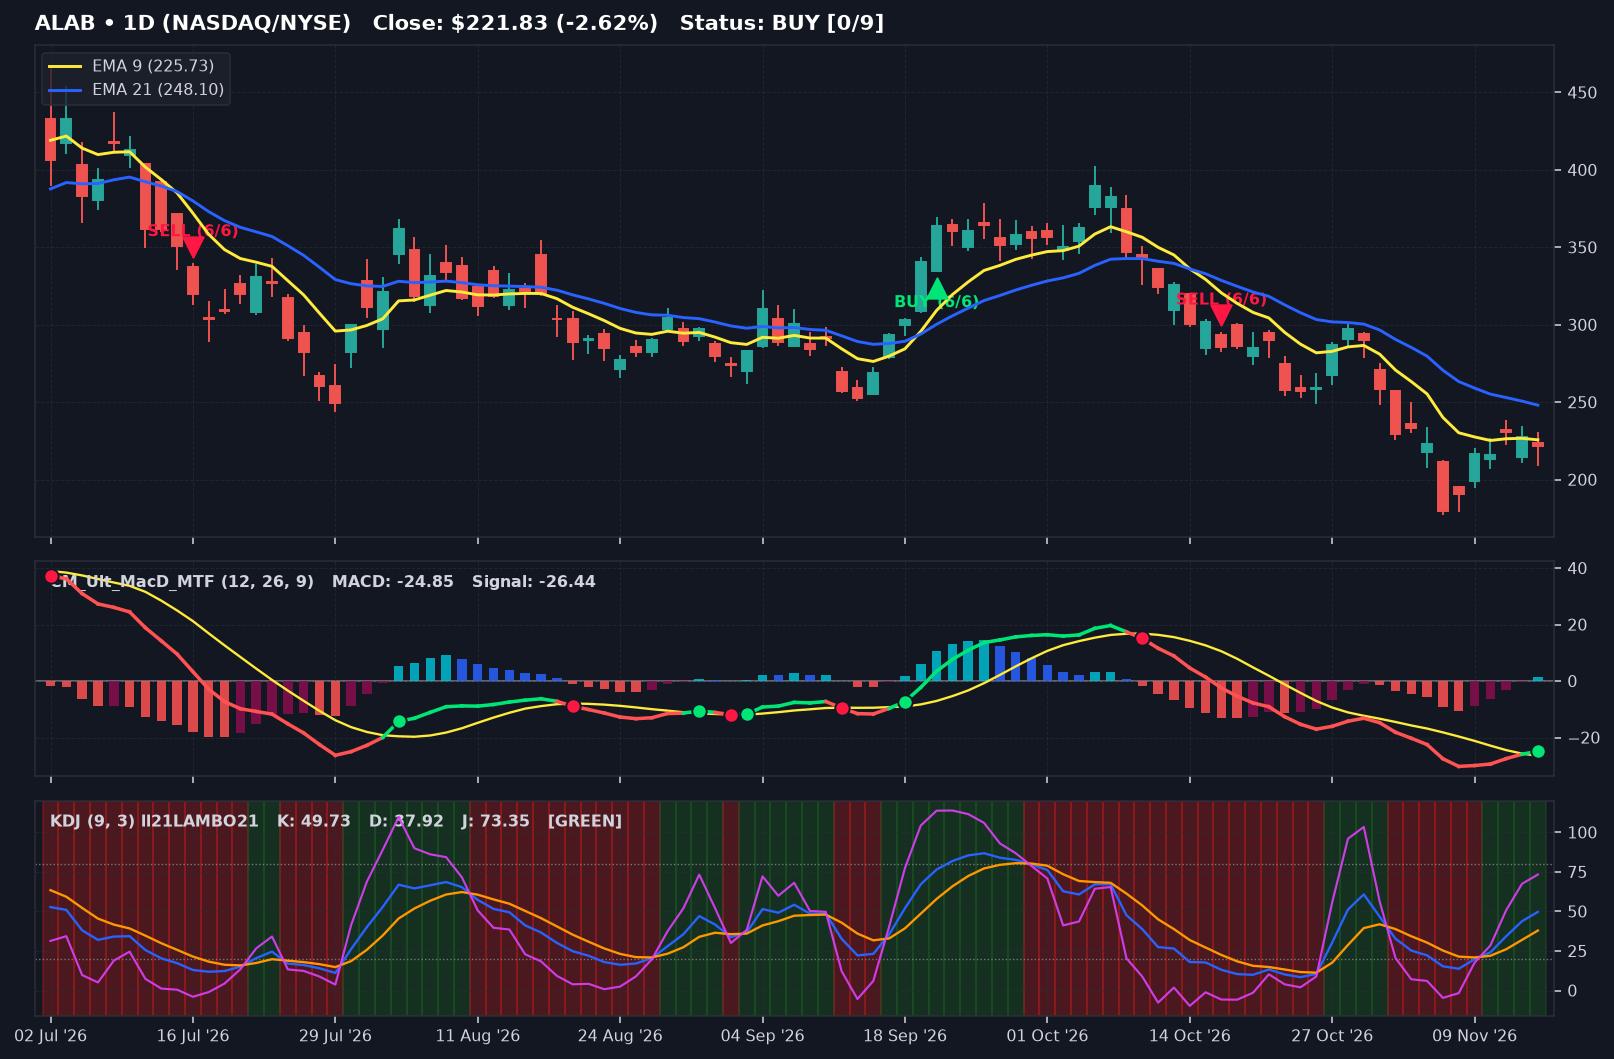 ALAB • 1D (NASDAQ/NYSE)   Close: $221.83 (-2.62%)   Status: BUY [0/9]
EMA 9 (225.73)
EMA 21 (248.10)
450
400
350
300
250
200
SELL (6/6)
BUY (6/6)
SELL (6/6)
CM_Ult_MacD_MTF (12, 26, 9)   MACD: -24.85   Signal: -26.44
40
20
0
−20
KDJ (9, 3) II21LAMBO21   K: 49.73   D: 37.92   J: 73.35   [GREEN]
100
75
50
25
0
02 Jul '26 16 Jul '26 29 Jul '26 11 Aug '26 24 Aug '26 04 Sep '26 18 Sep '26 01 Oct '26 14 Oct '26 27 Oct '26 09 Nov '26